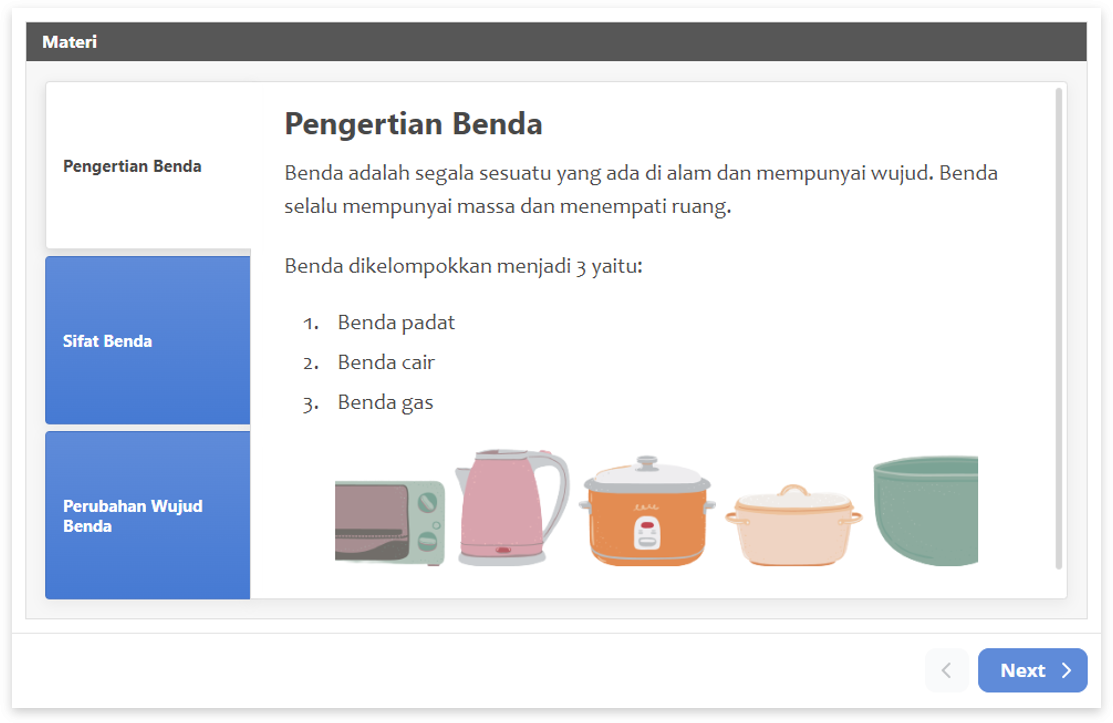 Materi
Pengertian Benda
Sifat Benda
Perubahan Wujud
Benda
Pengertian Benda
Benda adalah segala sesuatu yang ada di alam dan mempunyai wujud. Benda
selalu mempunyai massa dan menempati ruang.
Benda dikelompokkan menjadi 3 yaitu:
1. Benda padat
2. Benda cair
3. Benda gas
Next